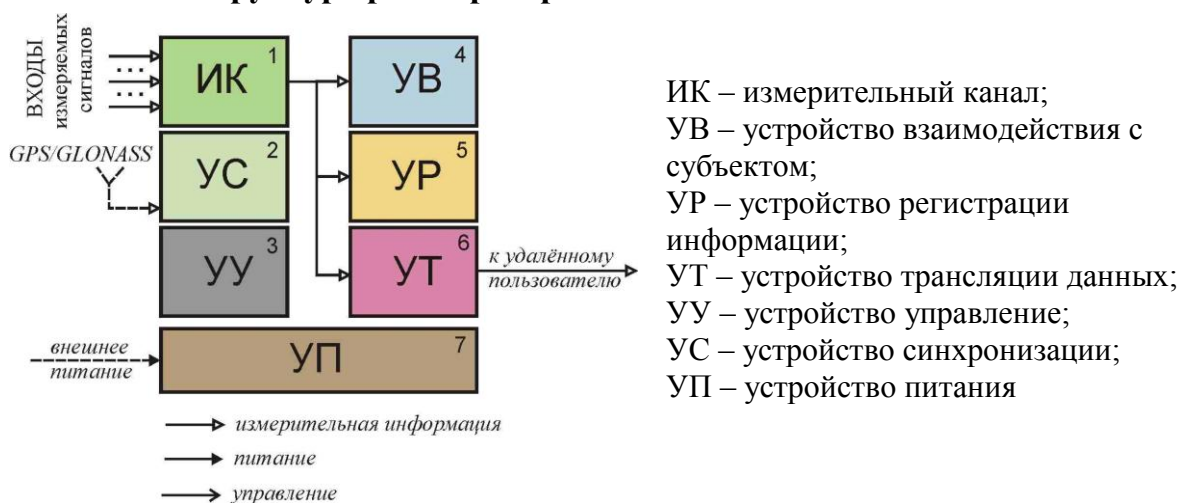 ВХОДЫ
измеряемых
сигналов
...
...
GPS/GLONASS
ИК 1
УВ 4
УС 2
УР 5
УУ 3
УТ 6
к удалённому
пользователю
внешнее
питание
УП 7
измерительная информация
питание
управление
ИК – измерительный канал;
УВ – устройство взаимодействия с
субъектом;
УР – устройство регистрации
информации;
УТ – устройство трансляции данных;
УУ – устройство управление;
УС – устройство синхронизации;
УП – устройство питания